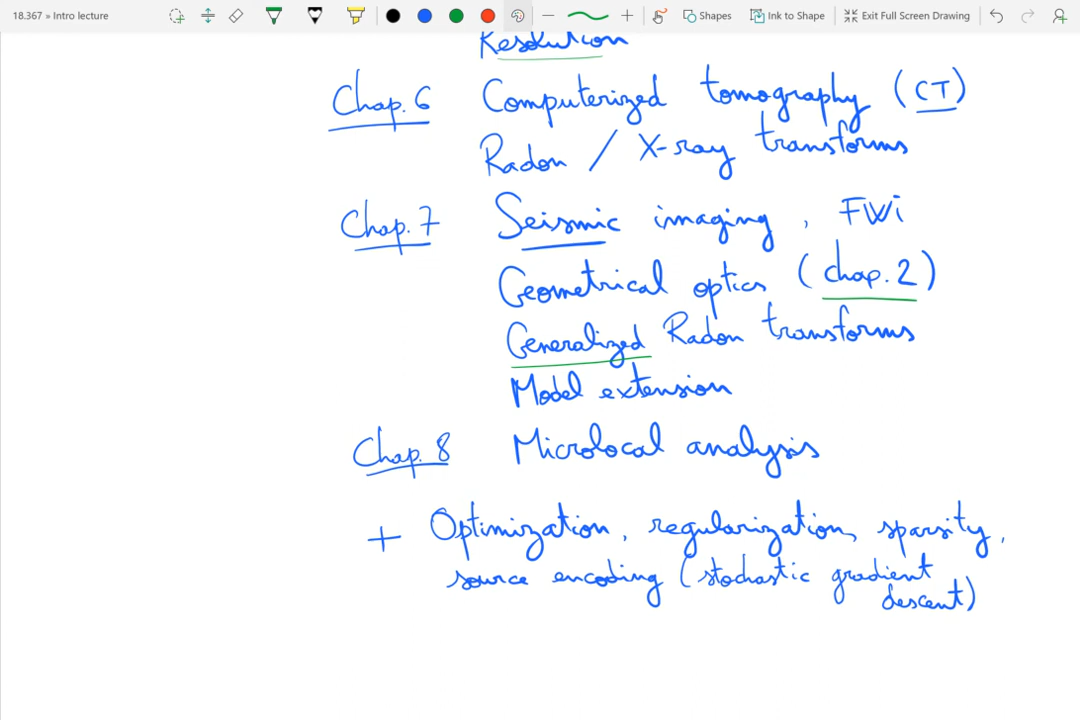 18.367 » Intro lecture Shapes Ink to Shape Exit Full Screen Drawing
Resolution
Chap. 6 Computerized tomography (CT)
Radon / X-ray transforms
Chap. 7 Seismic imaging, FWi
Geometrical optics (chap. 2)
Generalized Radon transforms
Model extension
Chap. 8 Microlocal analysis
+ Optimization, regularization, sparsity,
source encoding (stochastic gradient
descent)